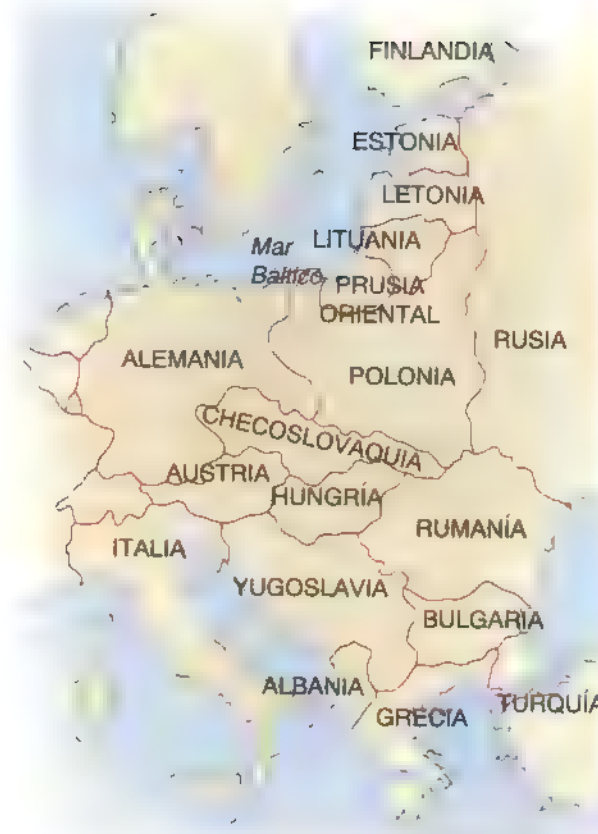 FINLANDIA
ESTONIA
LETONIA
LITUANIA
Mar
Baltico
PRUSIA
ORIENTAL
RUSIA
ALEMANIA
POLONIA
CHECOSLOVAQUIA
AUSTRIA
HUNGRÍA
RUMANÍA
ITALIA
YUGOSLAVIA
BULGARIA
ALBANIA
GRECIA
TURQUÍA